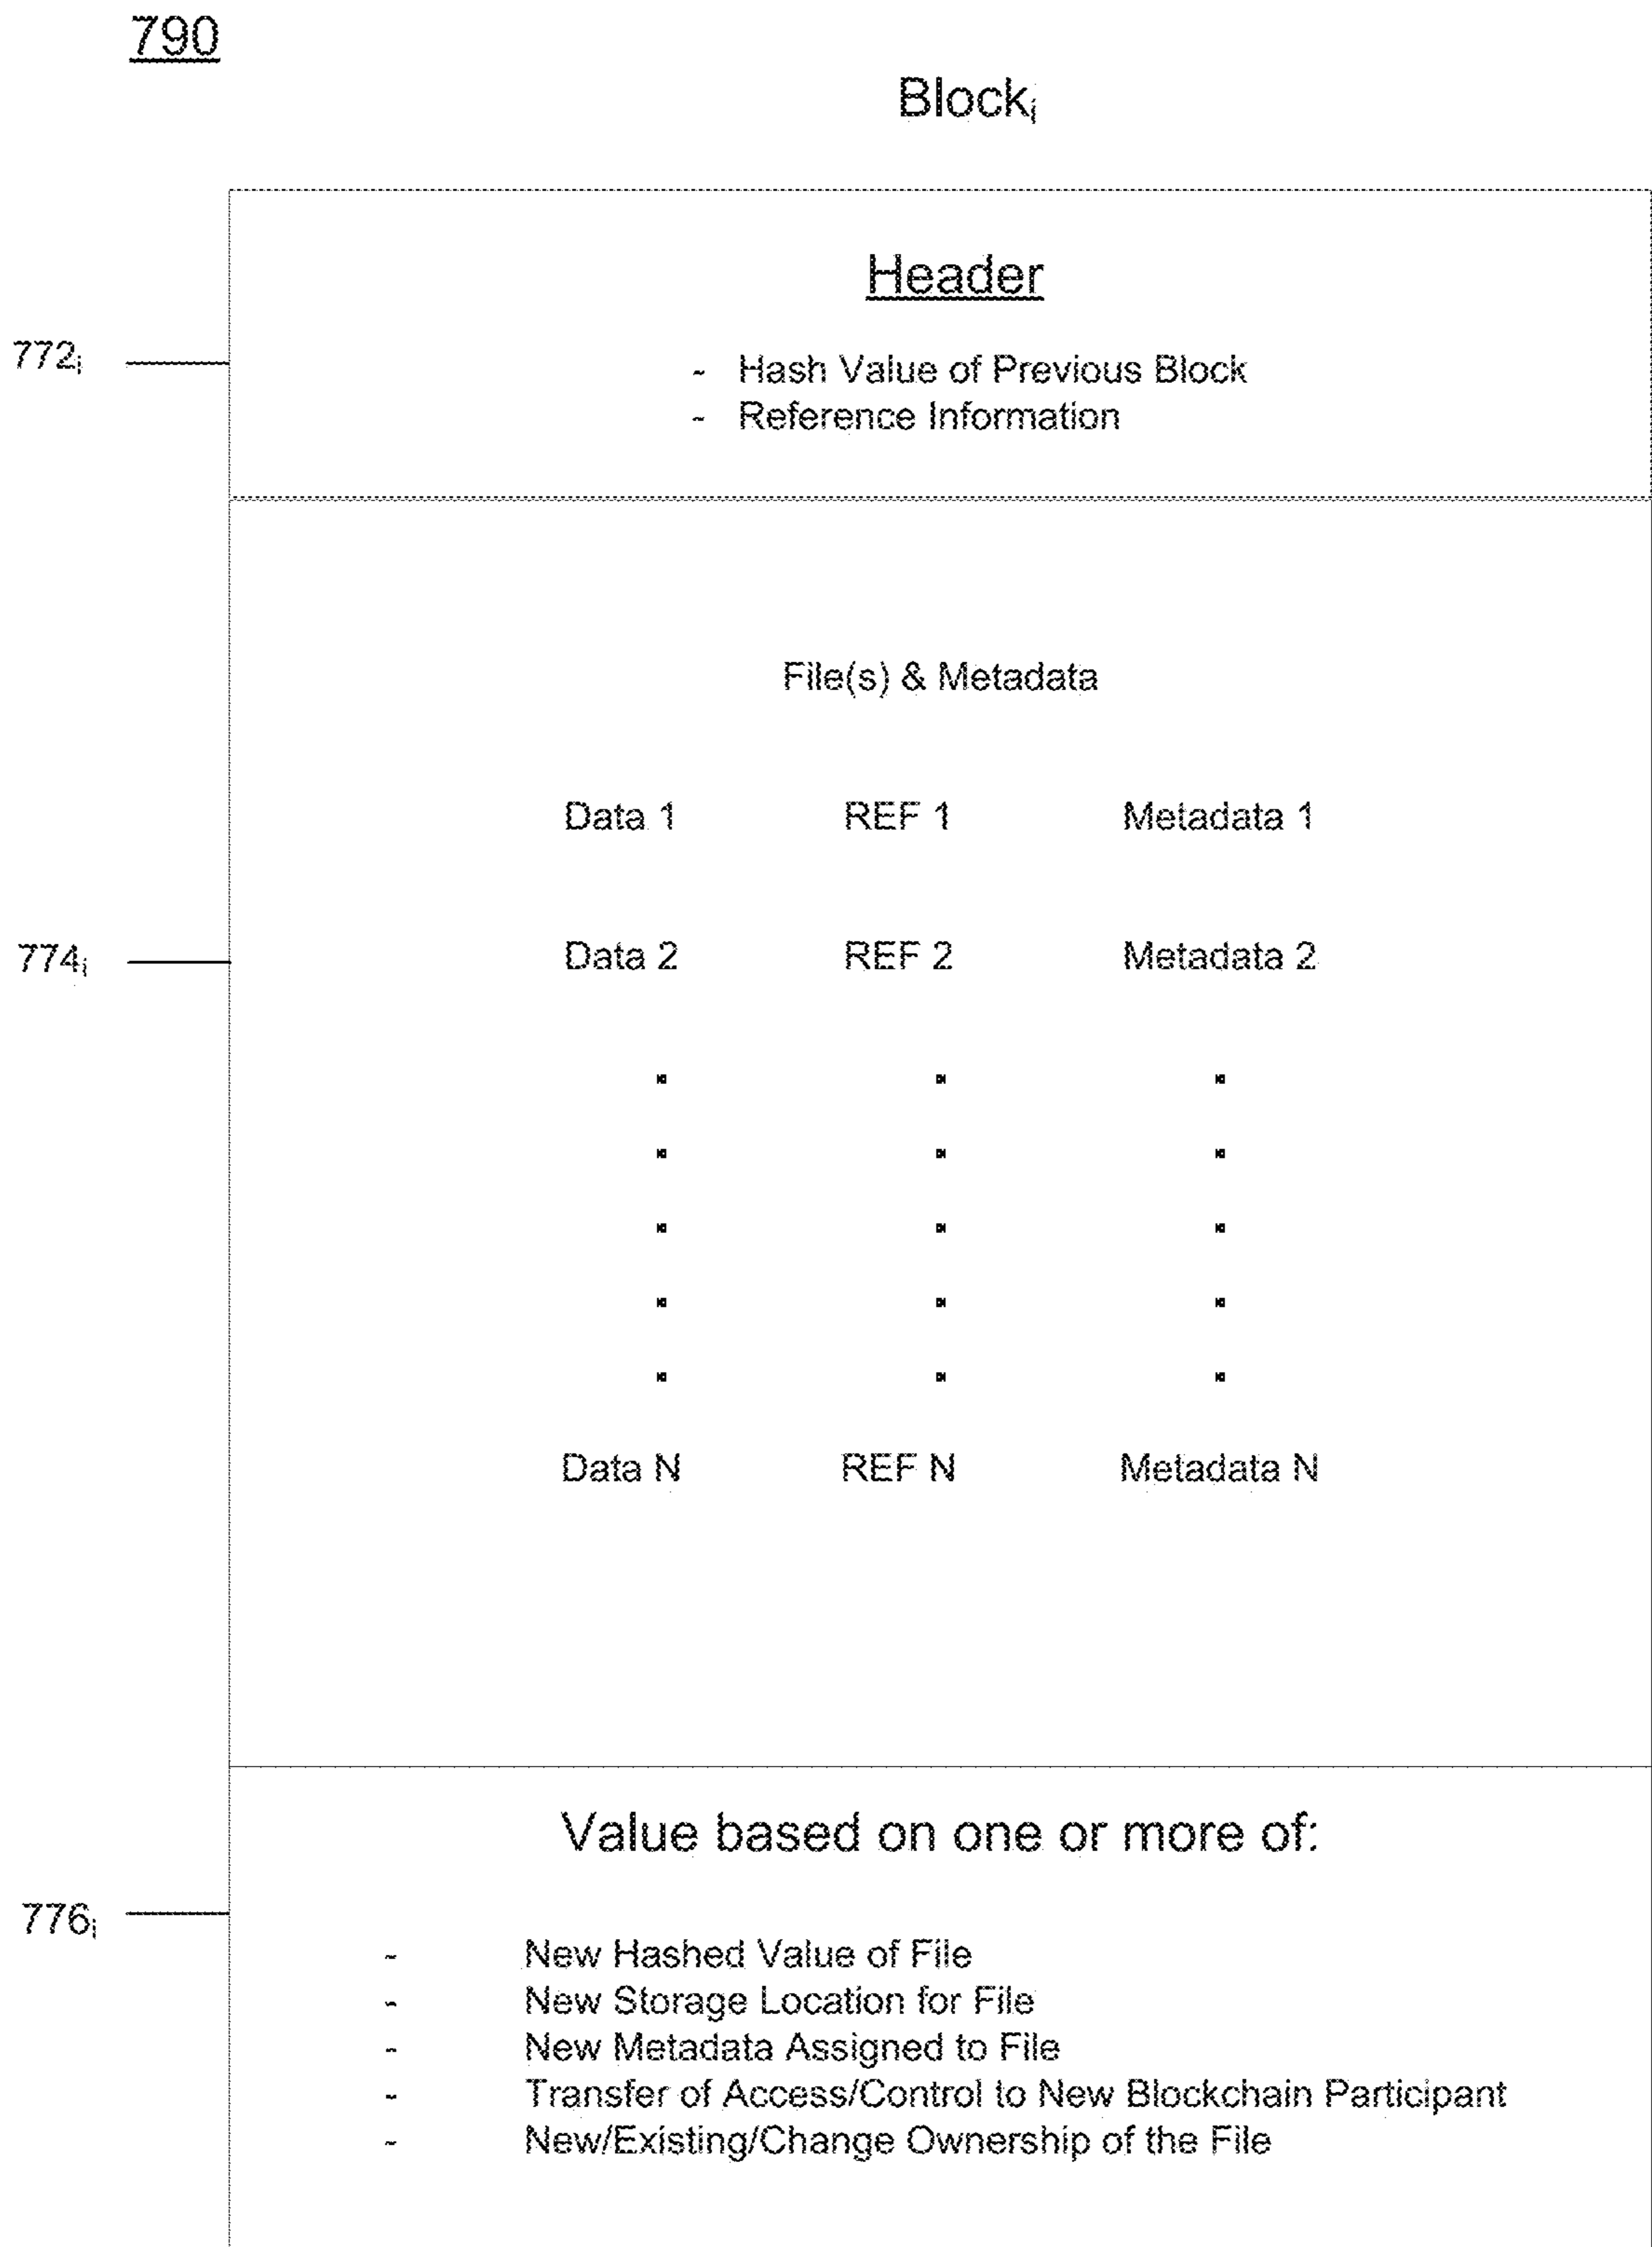 790
Blockᵢ
Header
772ᵢ
- Hash Value of Previous Block
- Reference Information
File(s) & Metadata
Data 1 REF 1 Metadata 1
774ᵢ Data 2 REF 2 Metadata 2
Data N REF N Metadata N
Value based on one or more of:
776ᵢ
- New Hashed Value of File
- New Storage Location for File
- New Metadata Assigned to File
- Transfer of Access/Control to New Blockchain Participant
- New/Existing/Change Ownership of the File